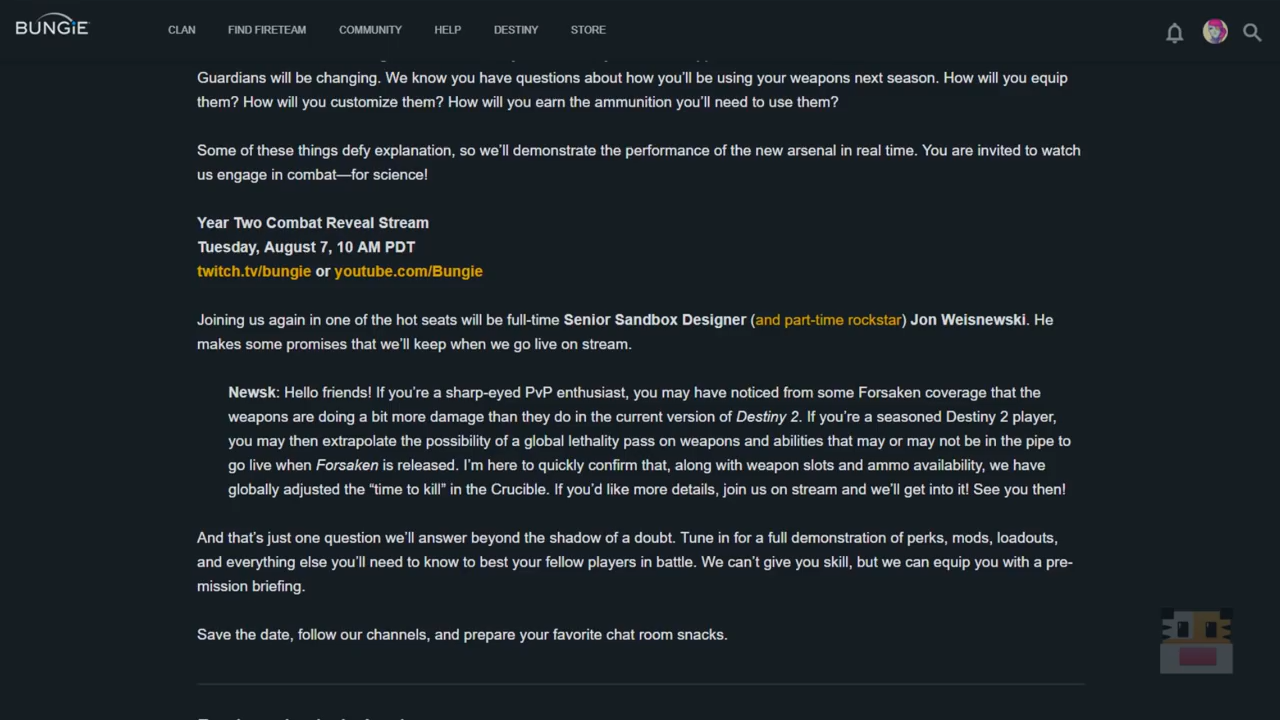 BUNGiE
CLAN FIND FIRETEAM COMMUNITY HELP DESTINY STORE
Guardians will be changing. We know you have questions about how you'll be using your weapons next season. How will you equip
them? How will you customize them? How will you earn the ammunition you'll need to use them?
Some of these things defy explanation, so we'll demonstrate the performance of the new arsenal in real time. You are invited to watch
us engage in combat—for science!
Year Two Combat Reveal Stream
Tuesday, August 7, 10 AM PDT
twitch.tv/bungie or youtube.com/Bungie
Joining us again in one of the hot seats will be full-time Senior Sandbox Designer (and part-time rockstar) Jon Weisnewski. He
makes some promises that we'll keep when we go live on stream.
Newsk: Hello friends! If you're a sharp-eyed PvP enthusiast, you may have noticed from some Forsaken coverage that the
weapons are doing a bit more damage than they do in the current version of Destiny 2. If you're a seasoned Destiny 2 player,
you may then extrapolate the possibility of a global lethality pass on weapons and abilities that may or may not be in the pipe to
go live when Forsaken is released. I'm here to quickly confirm that, along with weapon slots and ammo availability, we have
globally adjusted the “time to kill” in the Crucible. If you'd like more details, join us on stream and we'll get into it! See you then!
And that's just one question we'll answer beyond the shadow of a doubt. Tune in for a full demonstration of perks, mods, loadouts,
and everything else you'll need to know to best your fellow players in battle. We can't give you skill, but we can equip you with a pre-
mission briefing.
Save the date, follow our channels, and prepare your favorite chat room snacks.